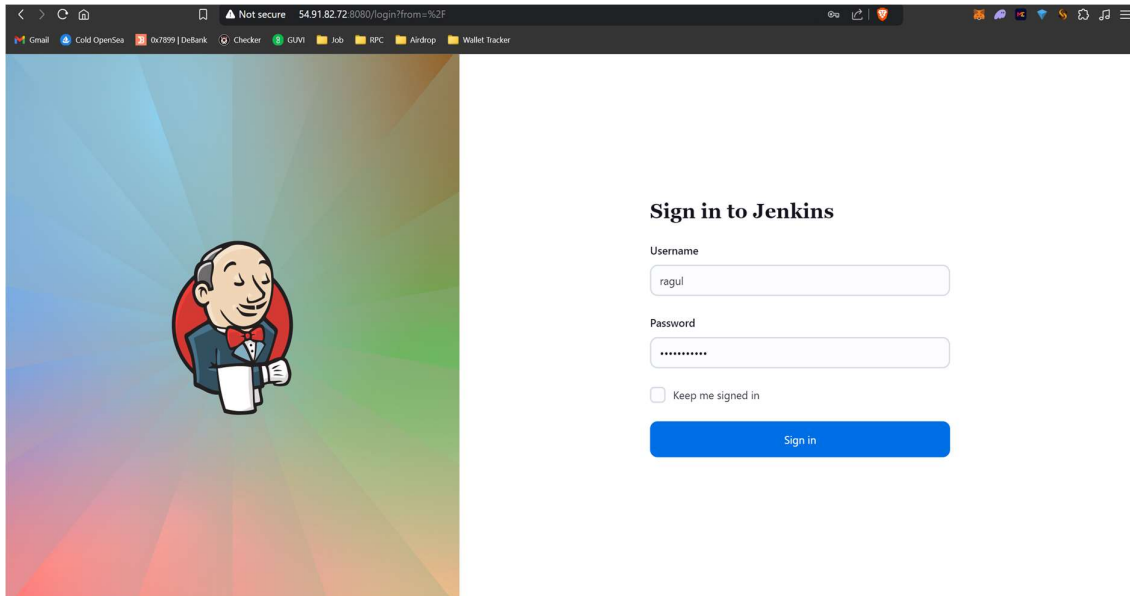 Not secure 54.91.82.72:8080/login?from=%2F
Gmail Cold OpenSea 0x7899 | DeBank Checker GUVI Job RPC Airdrop Wallet Tracker
Sign in to Jenkins
Username
ragul
Password
•••••••••••
Keep me signed in
Sign in